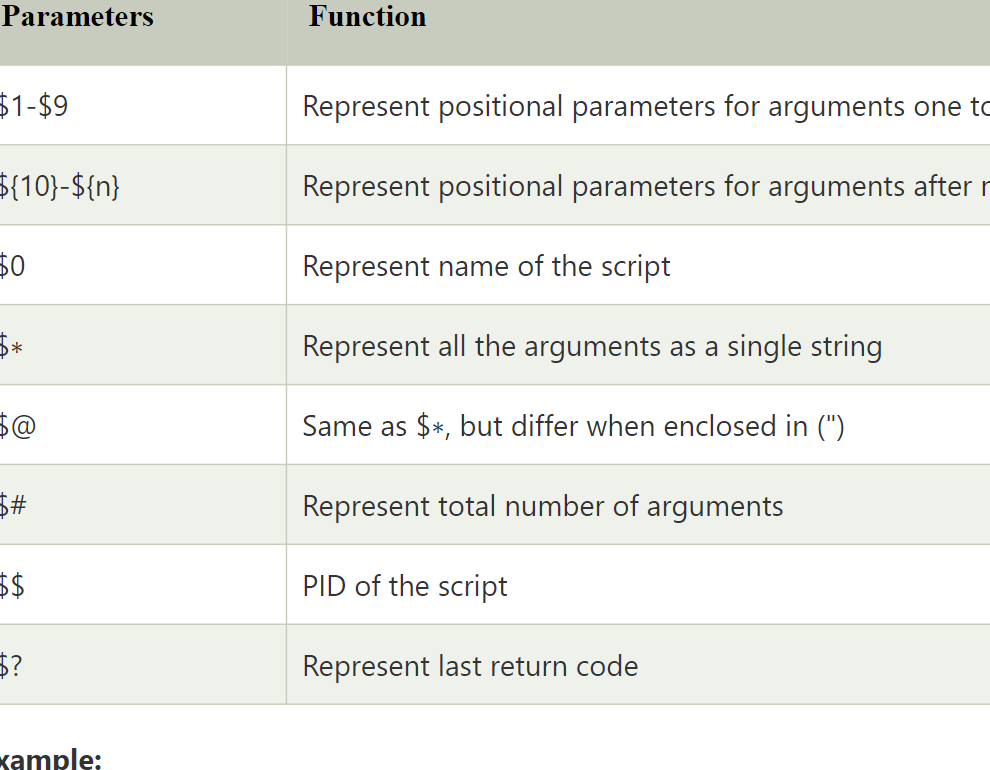 Parameters Function
$1-$9 Represent positional parameters for arguments one to
${10}-${n} Represent positional parameters for arguments after
$0 Represent name of the script
$* Represent all the arguments as a single string
$@ Same as $*, but differ when enclosed in (")
$# Represent total number of arguments
$$ PID of the script
$? Represent last return code
xample: